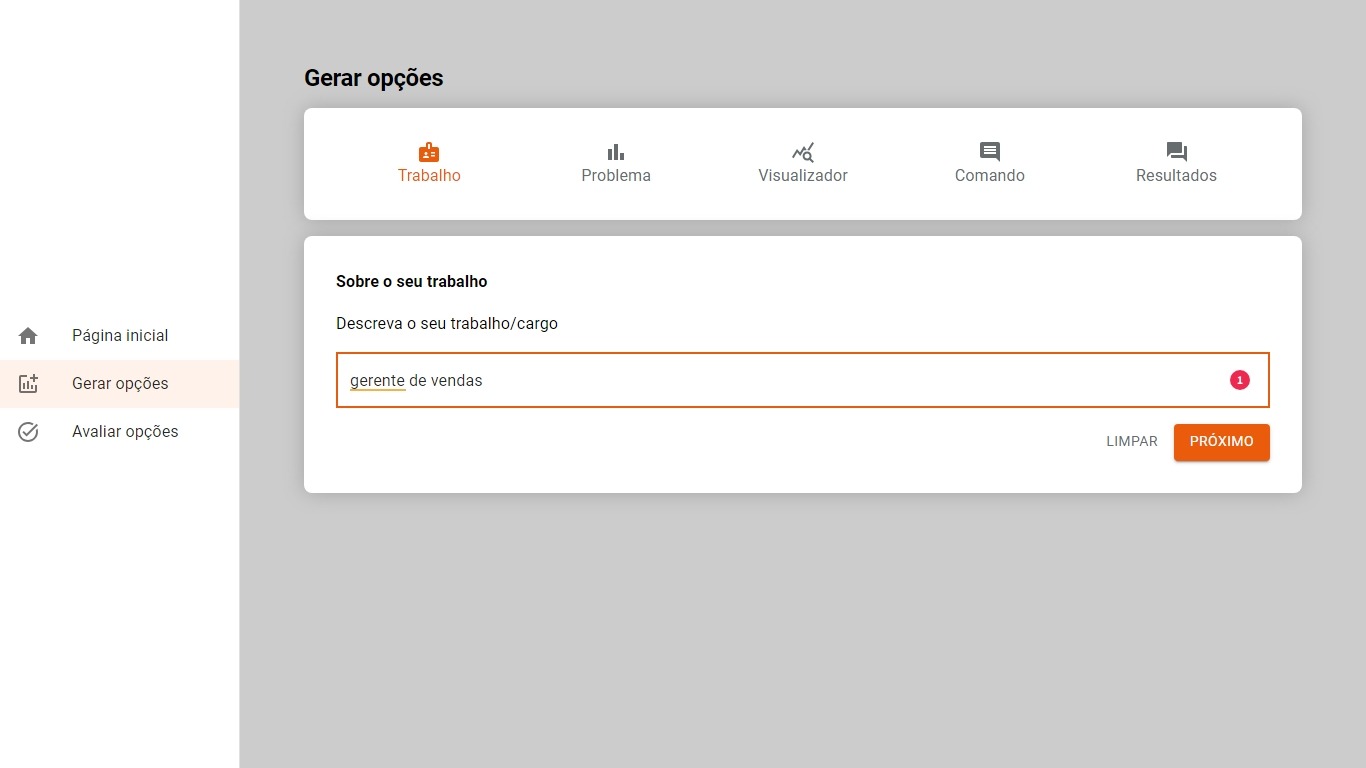 Gerar opções
Trabalho
Problema
Visualizador
Comando
Resultados
Sobre o seu trabalho
Descreva o seu trabalho/cargo
gerente de vendas
1
LIMPAR
PRÓXIMO
Página inicial
Gerar opções
Avaliar opções